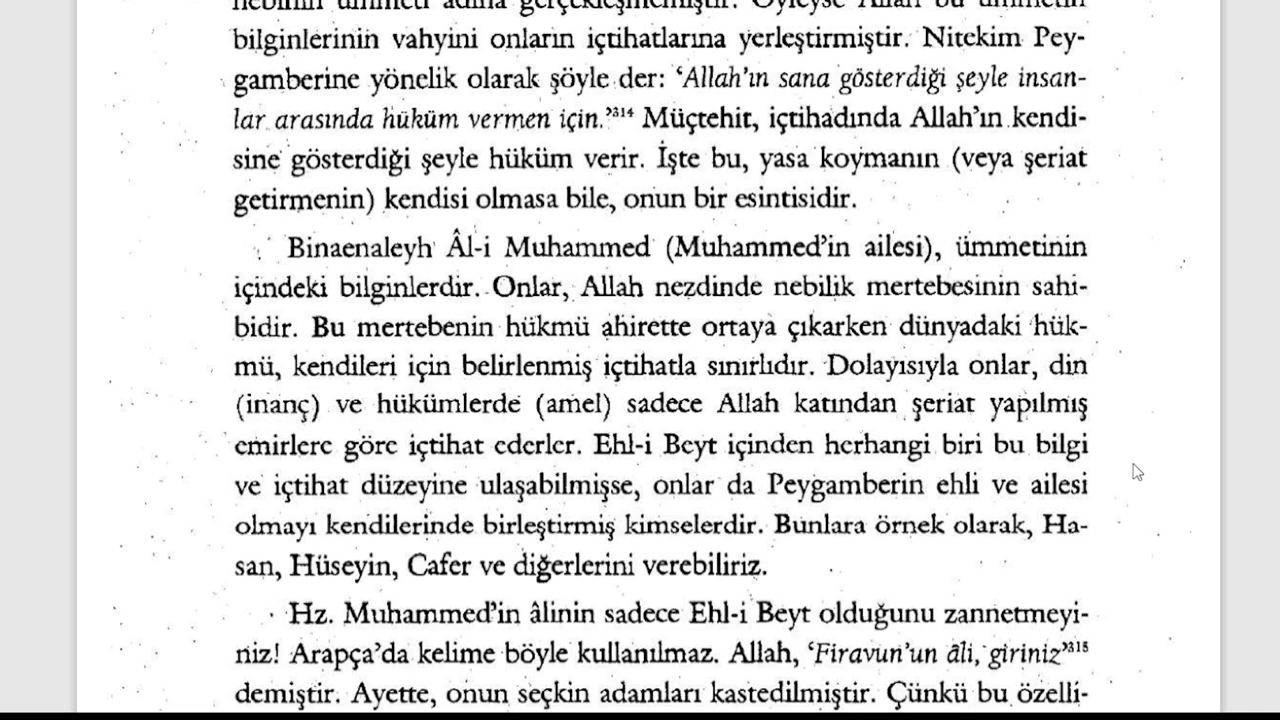 nebinin ümmeti adına gerçekleşmemiştir. Öyleyse Allah bu ümmetin
bilginlerinin vahyini onların içtihatlarına yerleştirmiştir. Nitekim Pey-
gamberine yönelik olarak şöyle der: ‘Allah’ın sana gösterdiği şeyle insan-
lar arasında hüküm vermen için.’³¹⁴ Müçtehit, içtihadında Allah’ın kendi-
sine gösterdiği şeyle hüküm verir. İşte bu, yasa koymanın (veya şeriat
getirmenin) kendisi olmasa bile, onun bir esintisidir.
Binaenaleyh Âl-i Muhammed (Muhammed’in ailesi), ümmetinin
içindeki bilginlerdir. Onlar, Allah nezdinde nebilik mertebesinin sahi-
bidir. Bu mertebenin hükmü ahirette ortaya çıkarken dünyadaki hük-
mü, kendileri için belirlenmiş içtihatla sınırlıdır. Dolayısıyla onlar, din
(inanç) ve hükümlerde (amel) sadece Allah katından şeriat yapılmış
emirlere göre içtihat ederler. Ehl-i Beyt içinden herhangi biri bu bilgi
ve içtihat düzeyine ulaşabilmişse, onlar da Peygamberin ehli ve ailesi
olmayı kendilerinde birleştirmiş kimselerdir. Bunlara örnek olarak, Ha-
san, Hüseyin, Cafer ve diğerlerini verebiliriz.
Hz. Muhammed’in âlinin sadece Ehl-i Beyt olduğunu zannetmeyi-
niz! Arapça’da kelime böyle kullanılmaz. Allah, ‘Firavun’un âli, giriniz’³¹⁵
demiştir. Ayette, onun seçkin adamları kastedilmiştir. Çünkü bu özelli-